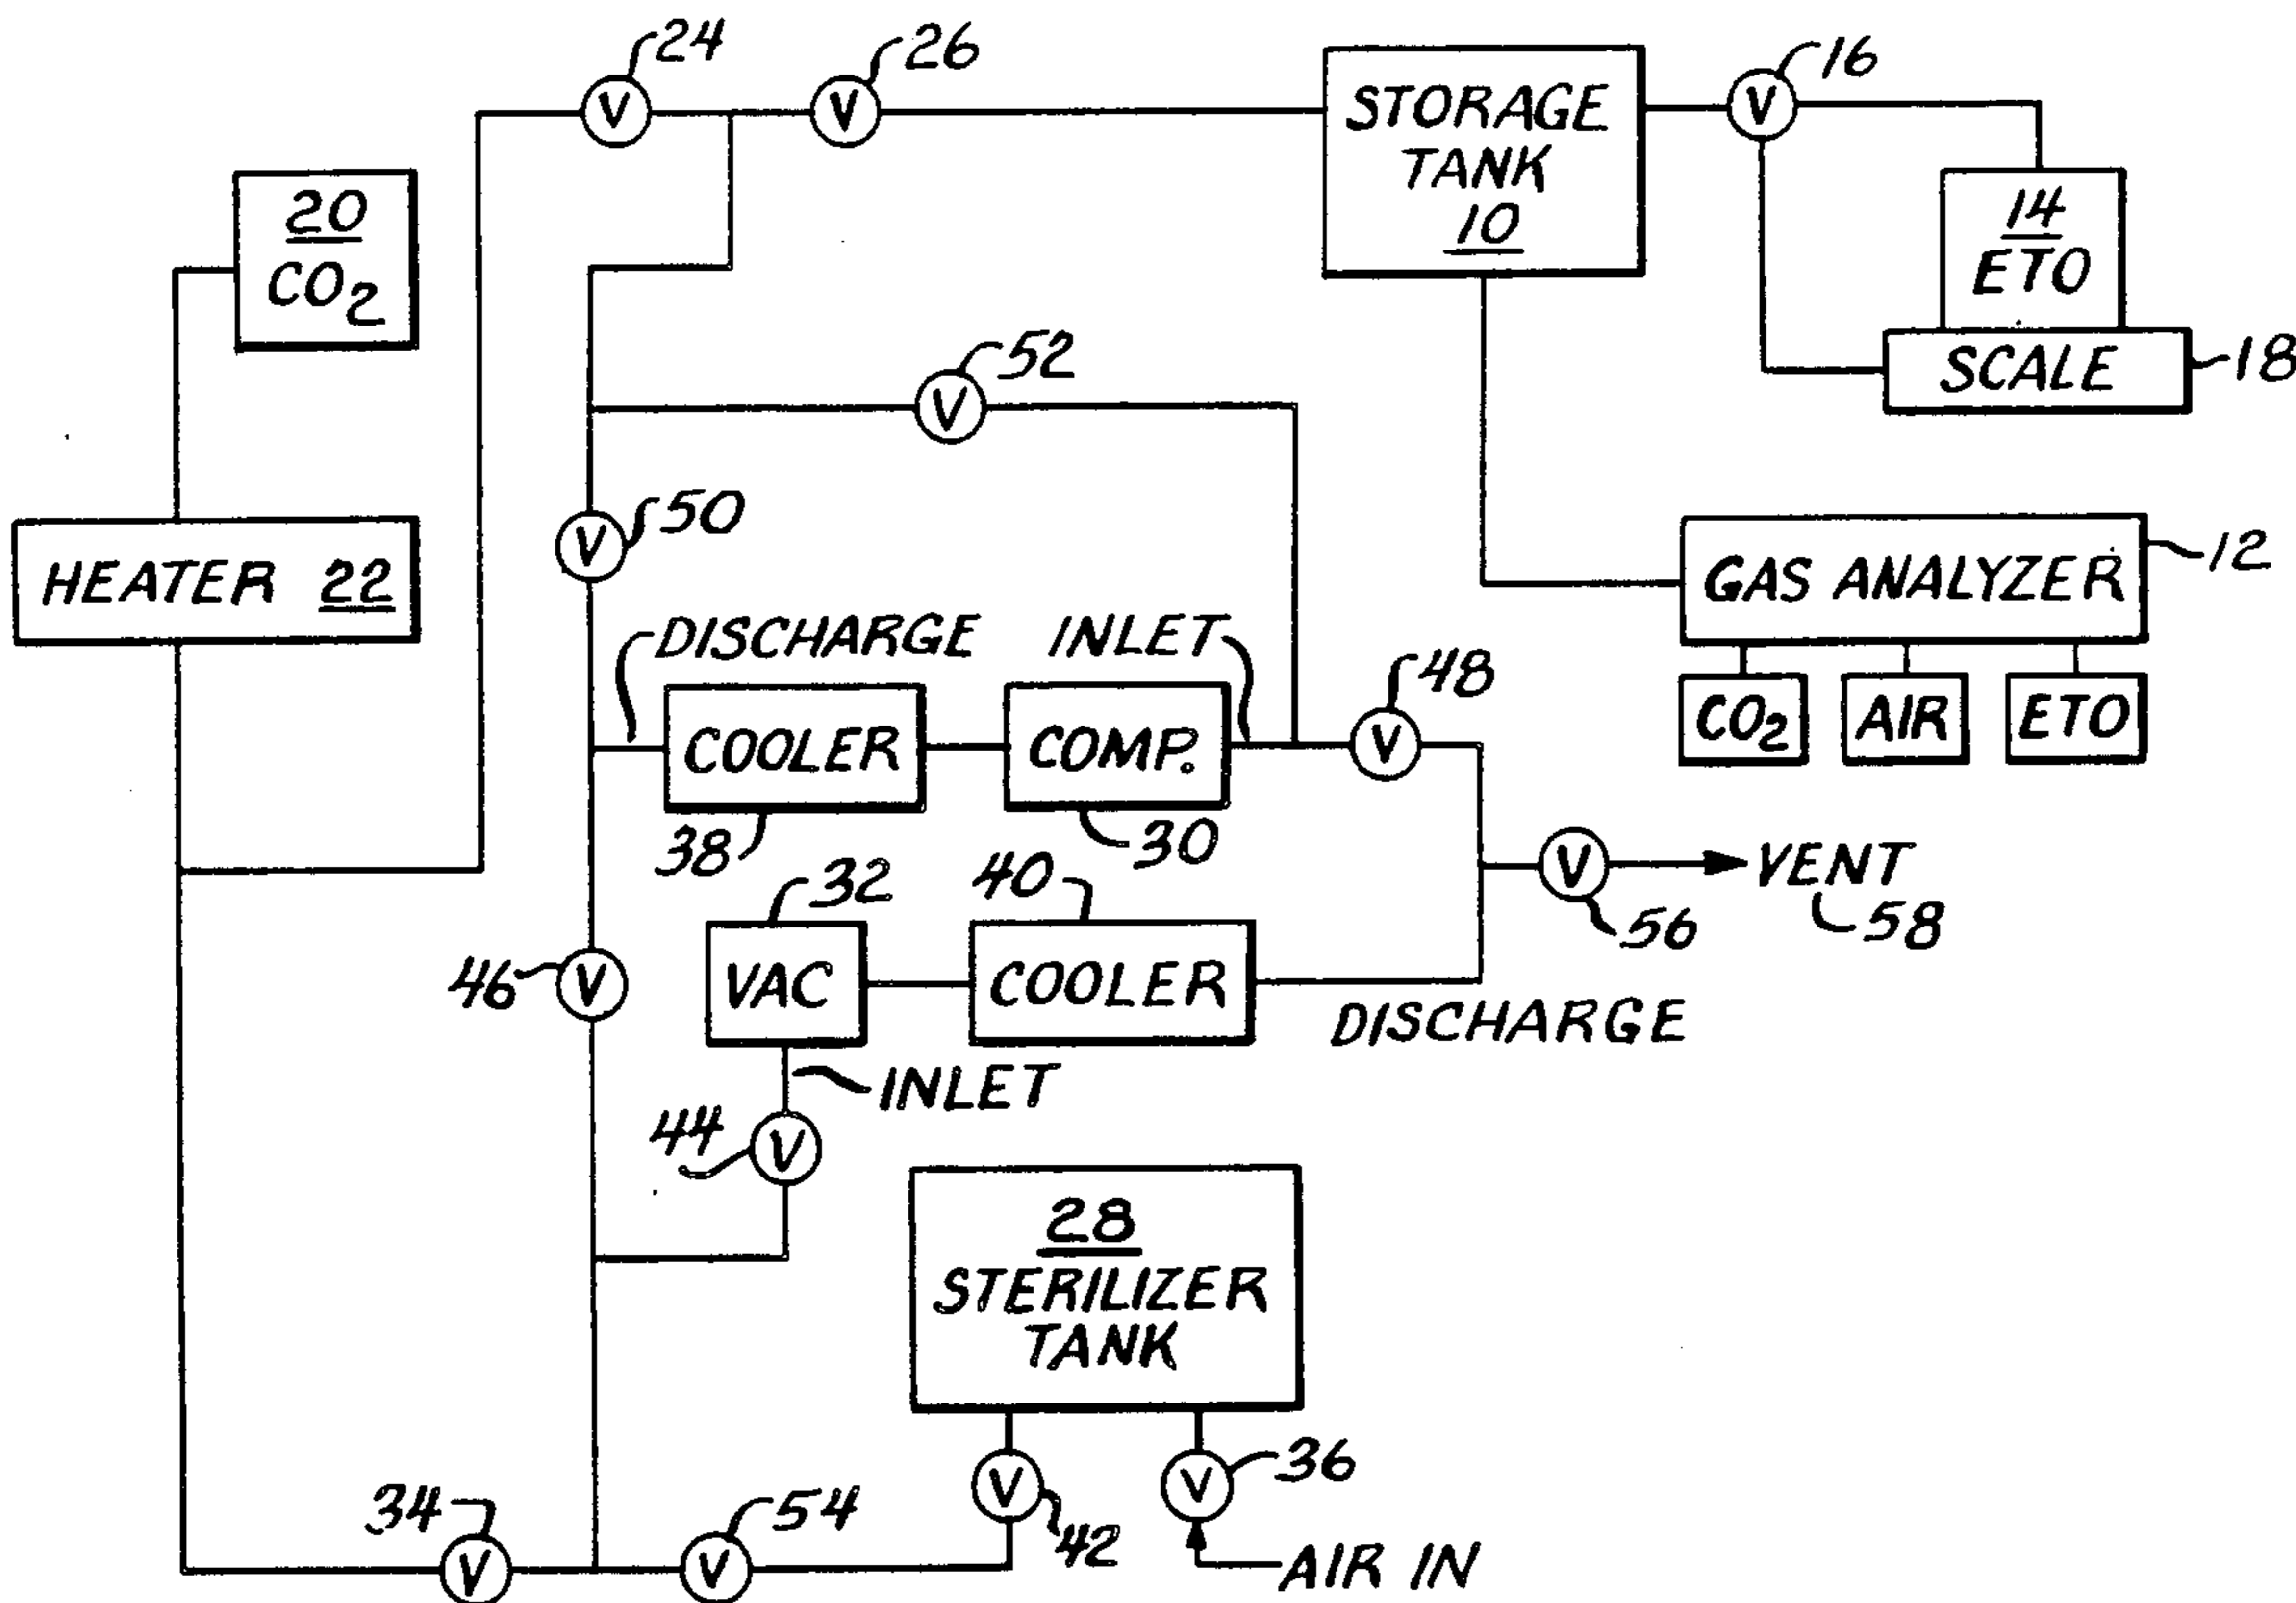 24
26
16
V
V
V
STORAGE
TANK
10
20
CO2
14
ETO
SCALE
18
52
V
50
V
HEATER 22
GAS ANALYZER
12
CO2
AIR
ETO
DISCHARGE
INLET
48
V
COOLER
COMP.
38
30
V
VENT
56
58
32
40
46
V
VAC
COOLER
DISCHARGE
INLET
44
V
28
STERILIZER
TANK
34
54
V
V
36
42
V
V
AIR IN